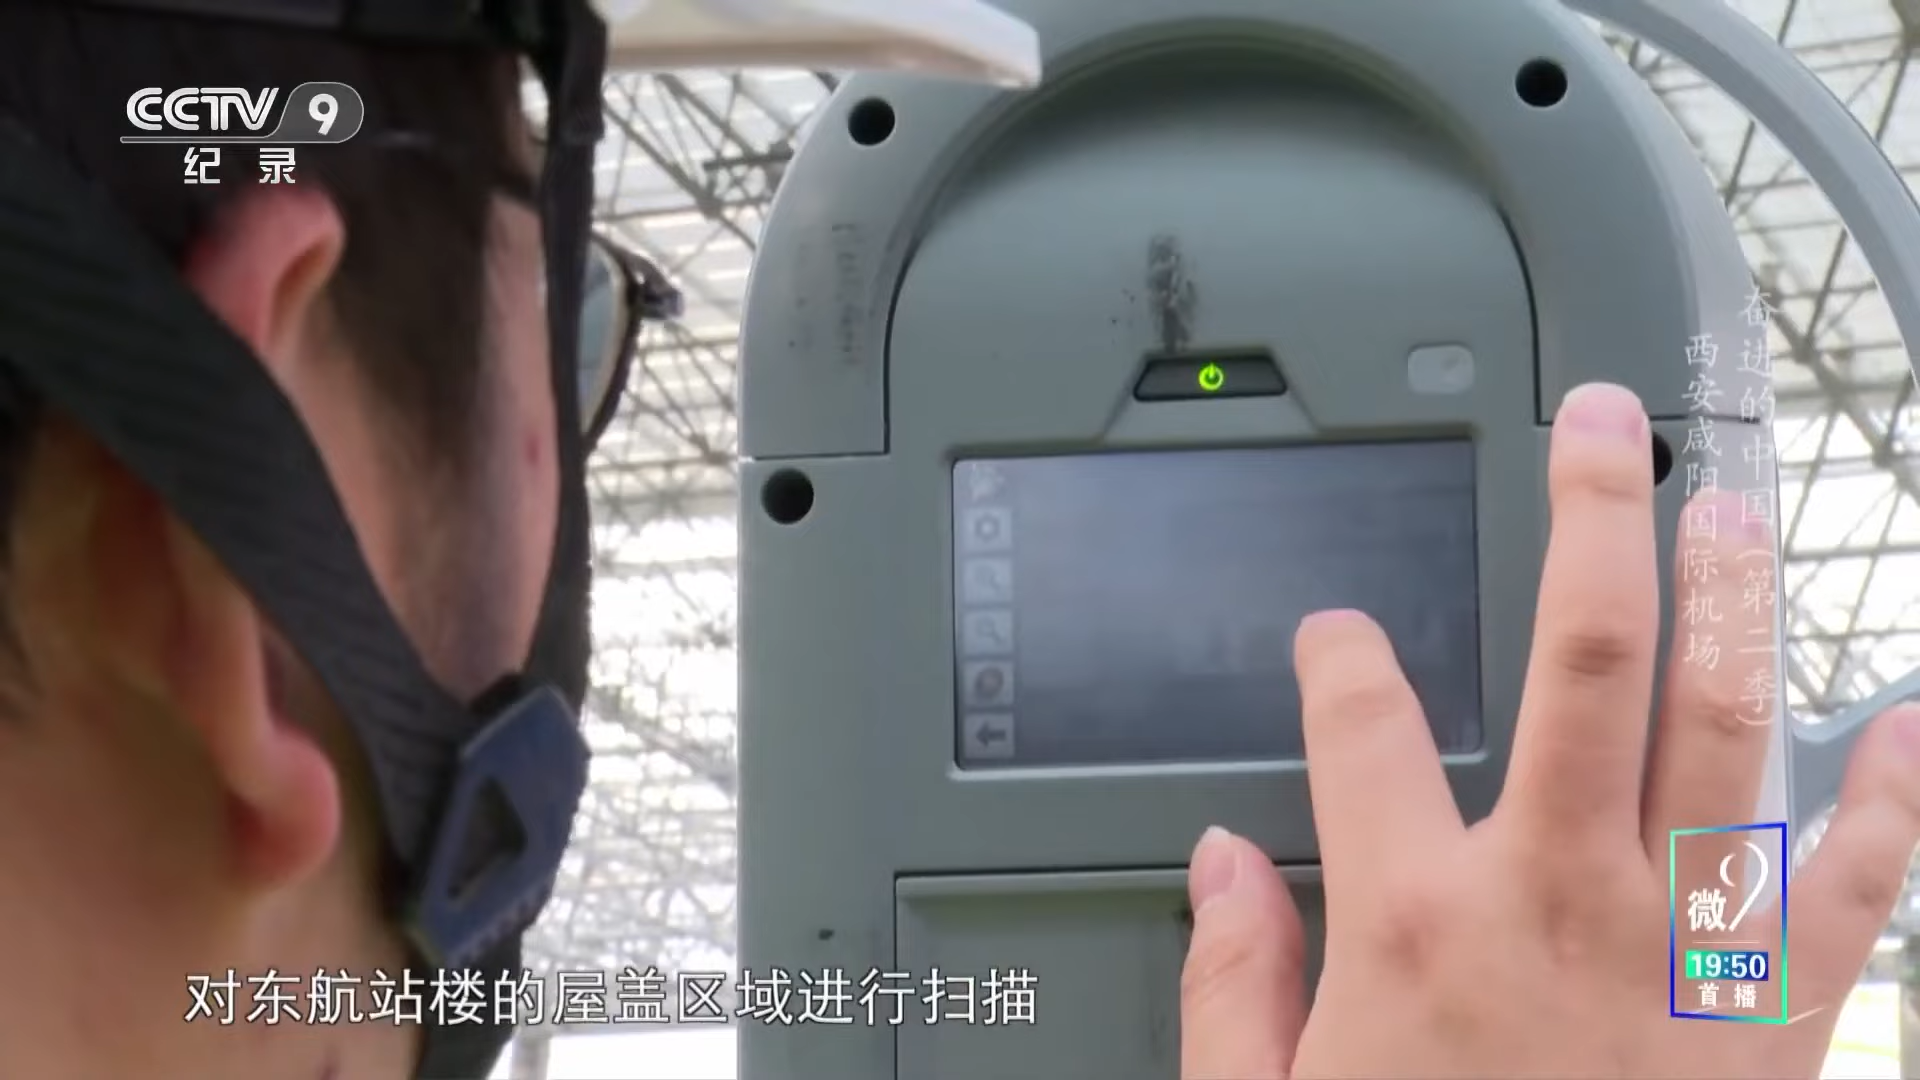 CCTV 9
纪录
奋进的中国(第二季)
西安咸阳国际机场
微9
19:50
首播
对东航站楼的屋盖区域进行扫描